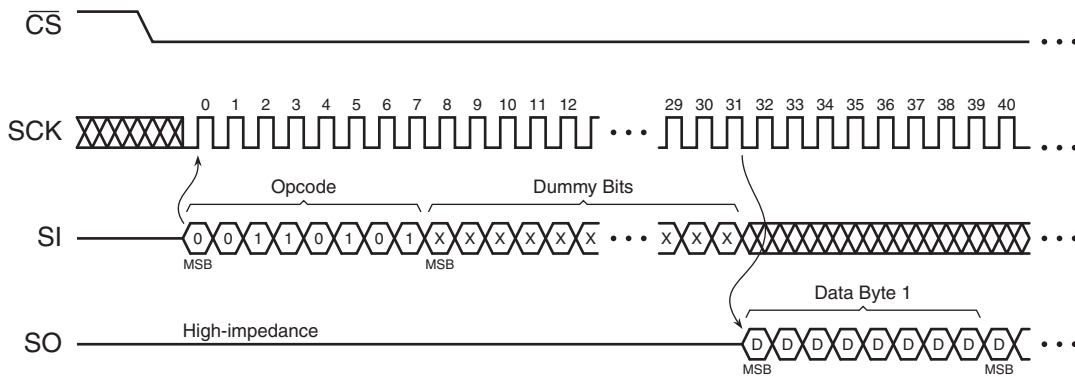 CS
0 1 2 3 4 5 6 7 8 9 10 11 12 29 30 31 32 33 34 35 36 37 38 39 40
SCK
Opcode Dummy Bits
SI 0 0 1 1 0 1 0 1 X X X X X X X X X
MSB MSB
Data Byte 1
High-impedance
SO D D D D D D D D D
MSB MSB